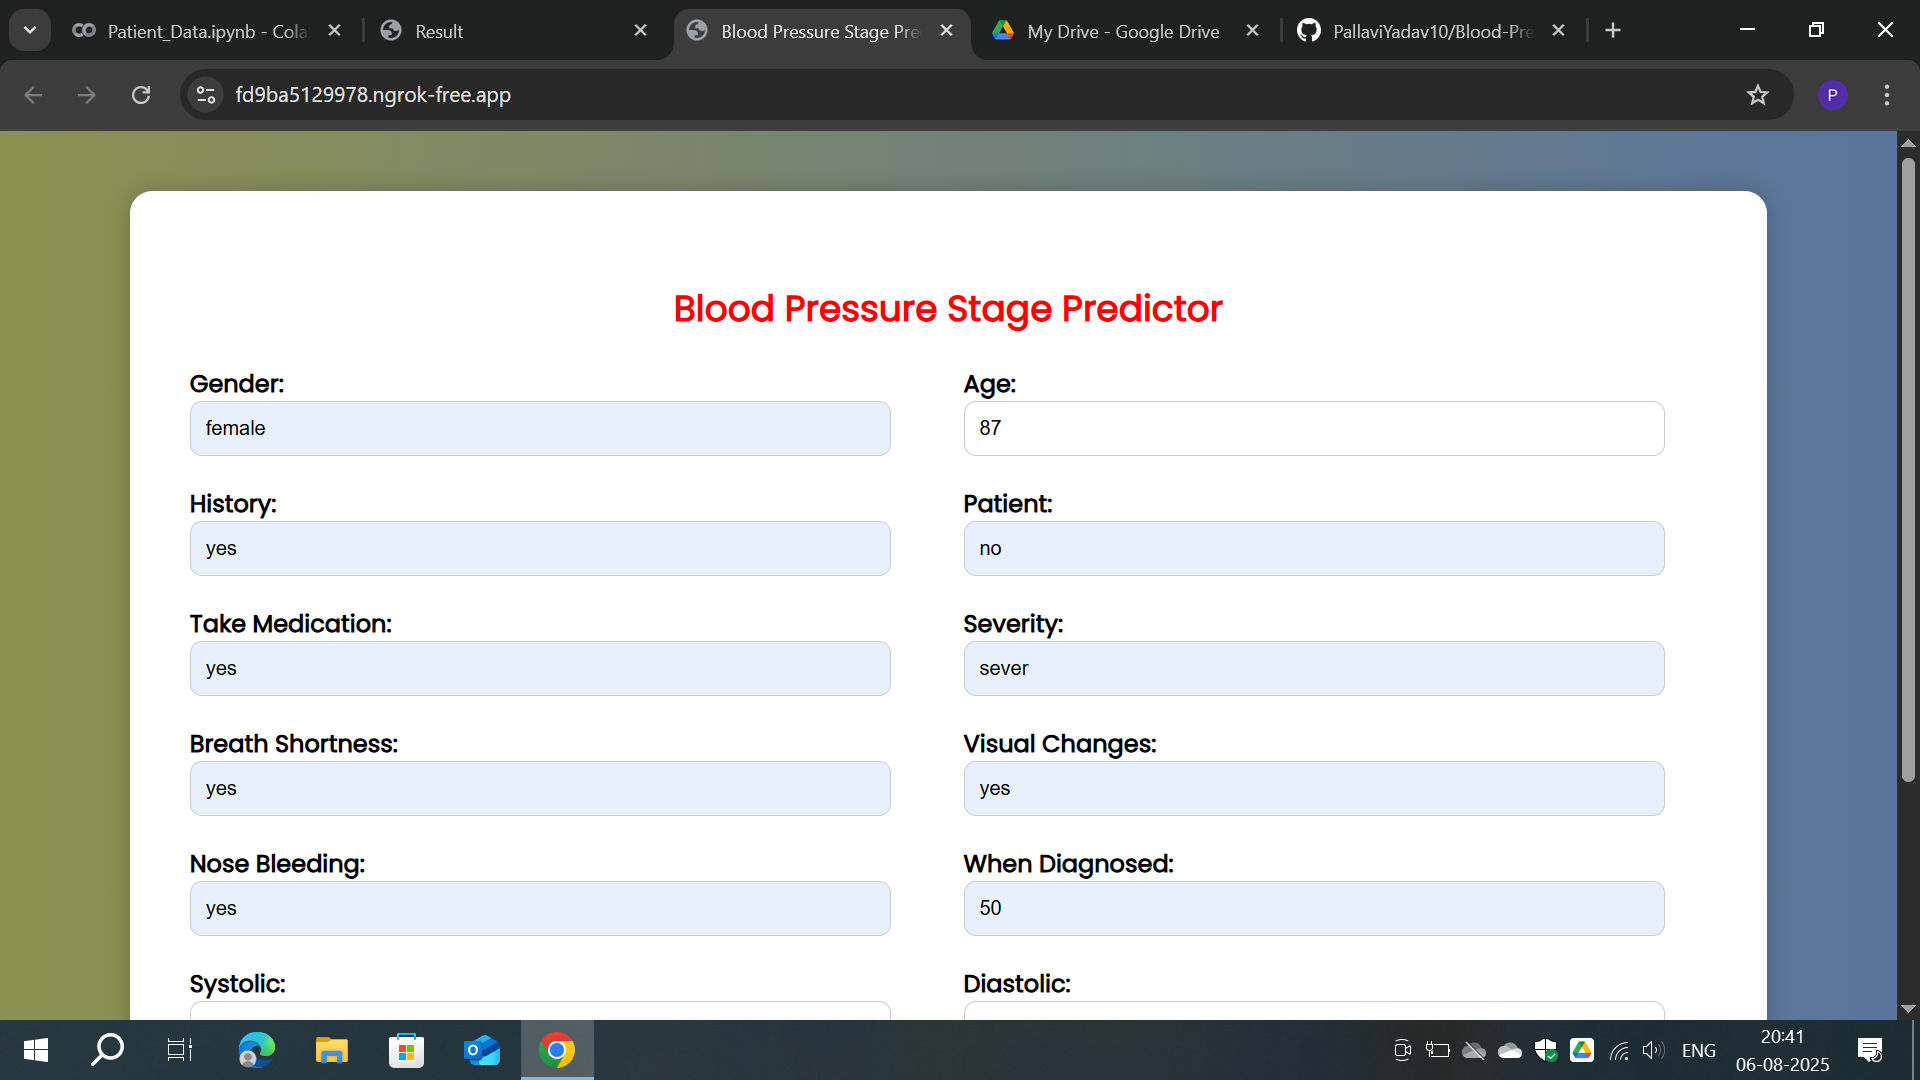 Patient_Data.ipynb - Cola
Result
Blood Pressure Stage Pre
My Drive - Google Drive
PallaviYadav10/Blood-Pre
fd9ba5129978.ngrok-free.app
P
Blood Pressure Stage Predictor
Gender: Age:
female 87
History: Patient:
yes no
Take Medication: Severity:
yes sever
Breath Shortness: Visual Changes:
yes yes
Nose Bleeding: When Diagnosed:
yes 50
Systolic: Diastolic:
ENG
20:41
06-08-2025